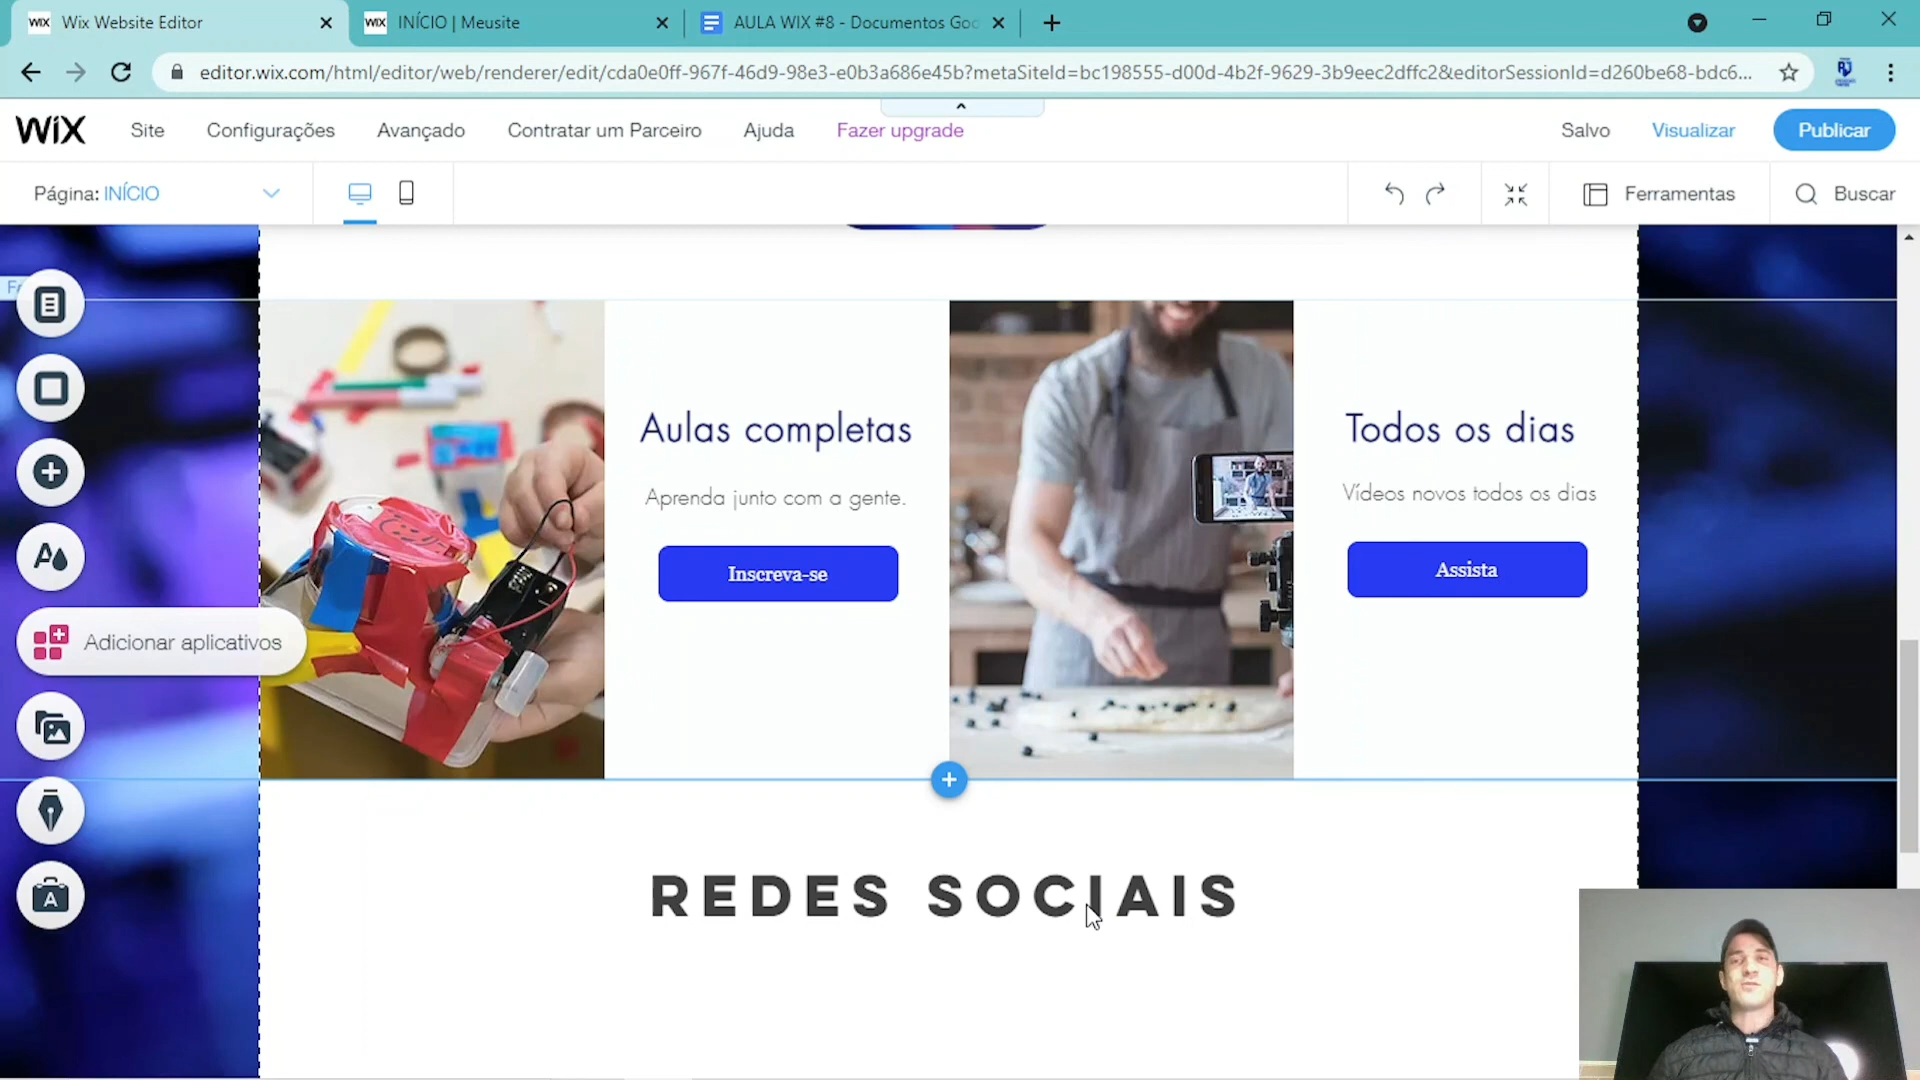 WIX Wix Website Editor
WIX INÍCIO | Meusite
AULA WIX #8 - Documentos Goo
editor.wix.com/html/editor/web/renderer/edit/cda0e0ff-967f-46d9-98e3-e0b3a686e45b?metaSiteId=bc198555-d00d-4b2f-9629-3b9eec2dffc2&editorSessionId=d260be68-bdc6...
WiX Site Configurações Avançado Contratar um Parceiro Ajuda Fazer upgrade Salvo Visualizar Publicar
Página: INÍCIO Ferramentas Buscar
Aulas completas
Aprenda junto com a gente.
Inscreva-se
Todos os dias
Vídeos novos todos os dias
Assista
Adicionar aplicativos
REDES SOCIAIS